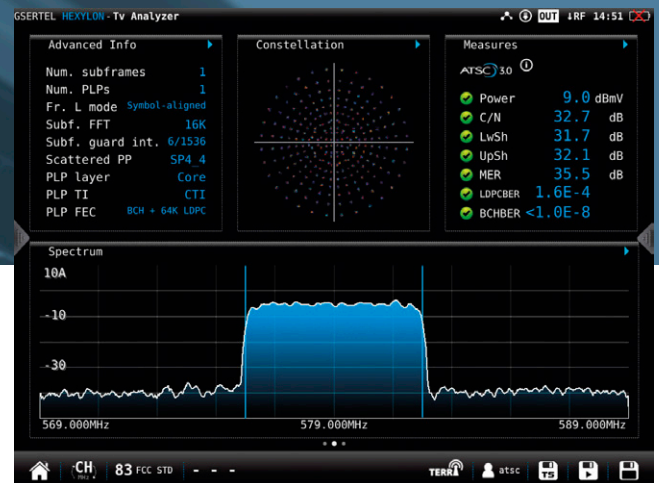 GSERTEL HEXYLON - Tv Analyzer
OUT ↓RF 14:51
Advanced Info
Num. subframes 1
Num. PLPs 1
Fr. L mode Symbol-aligned
Subf. FFT 16K
Subf. guard int. 6/1536
Scattered PP SP4_4
PLP layer Core
PLP TI CTI
PLP FEC BCH + 64K LDPC
Constellation
Measures
ATSC 3.0
Power 9.0 dBmV
C/N 32.7 dB
LwSh 31.7 dB
UpSh 32.1 dB
MER 35.5 dB
LDPCBER 1.6E-4
BCHBER <1.0E-8
Spectrum
10A
-10
-30
569.000MHz 579.000MHz 589.000MHz
CH 83 FCC STD - - - TERR atsc TS